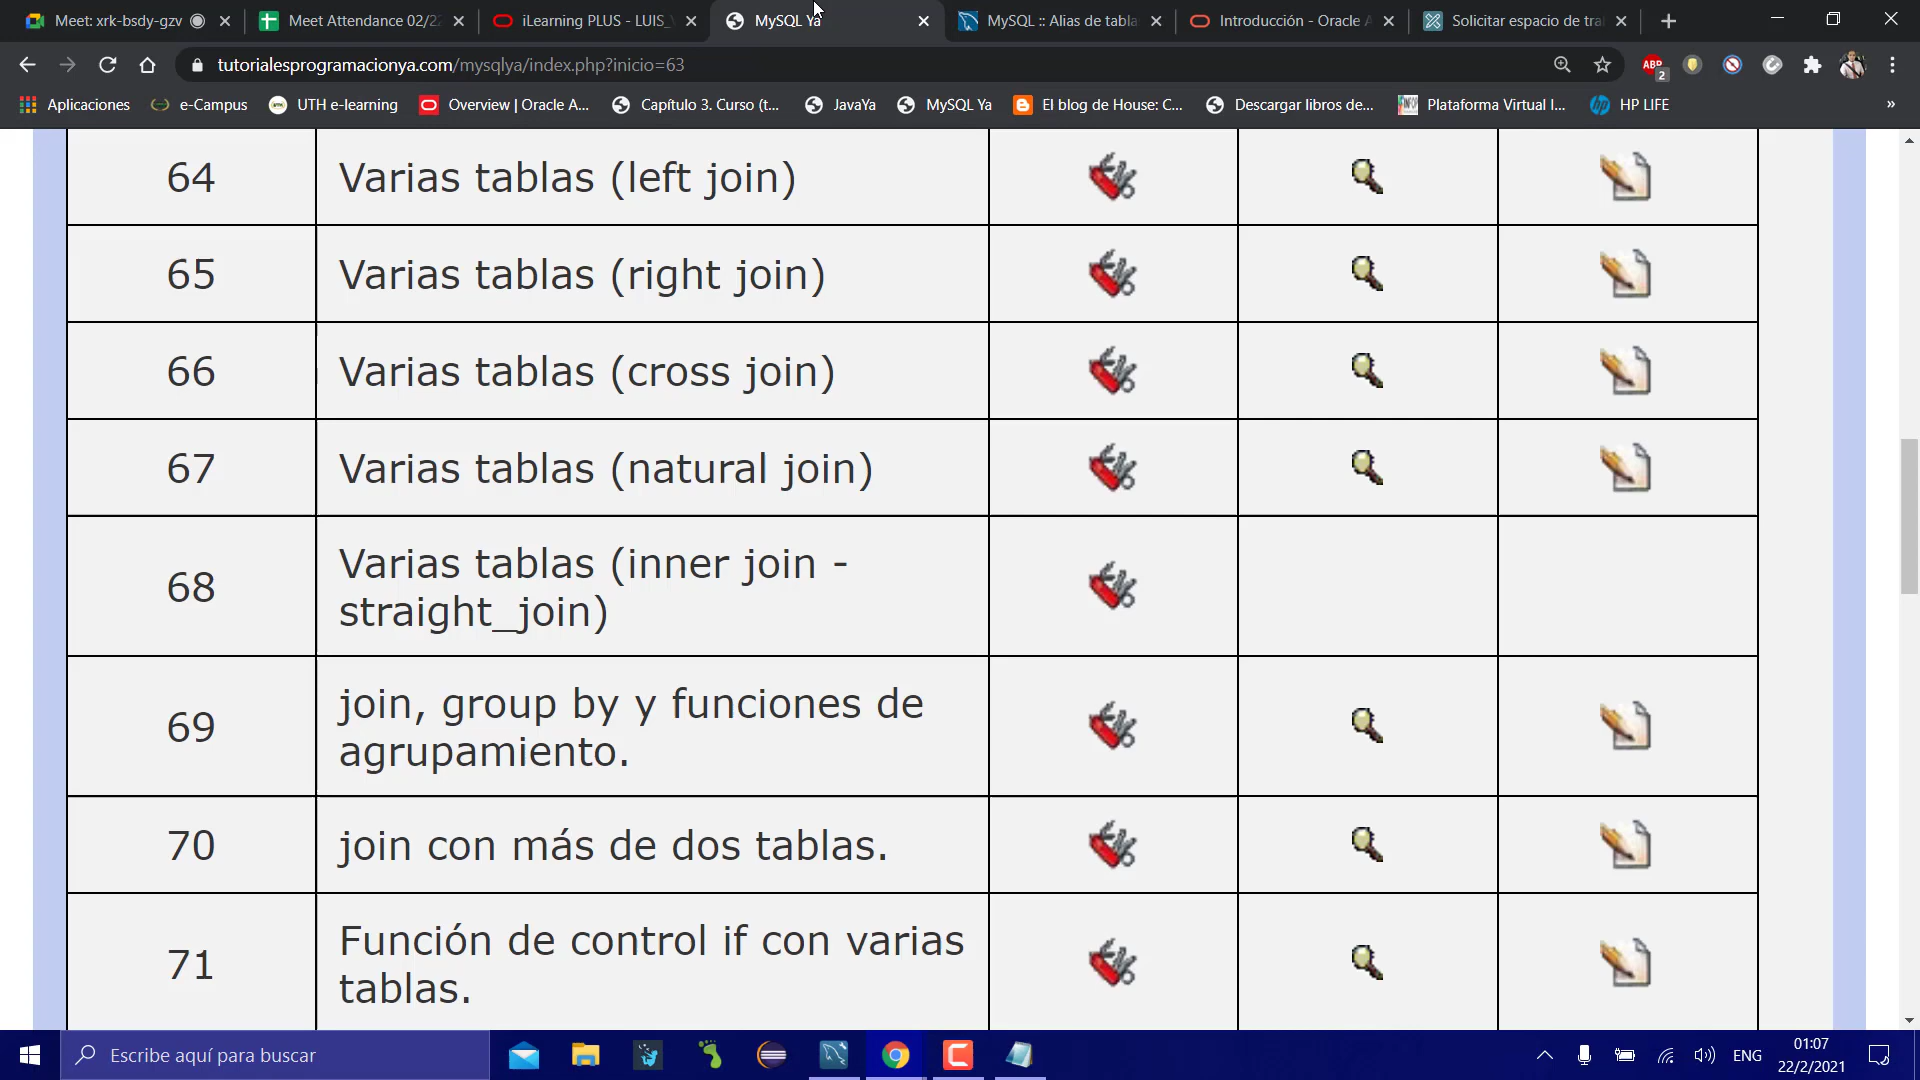 Meet: xrk-bsdy-gzv
Meet Attendance 02/22
iLearning PLUS - LUIS_
MySQL Ya
MySQL :: Alias de tabla
Introducción - Oracle A
Solicitar espacio de tra
tutorialesprogramacionya.com/mysqlya/index.php?inicio=63
ABP
2
Aplicaciones
e-Campus
UTH e-learning
Overview | Oracle A...
Capítulo 3. Curso (t...
JavaYa
MySQL Ya
El blog de House: C...
Descargar libros de...
Plataforma Virtual I...
HP LIFE
»
64 Varias tablas (left join)
65 Varias tablas (right join)
66 Varias tablas (cross join)
67 Varias tablas (natural join)
68 Varias tablas (inner join -
straight_join)
69 join, group by y funciones de
agrupamiento.
70 join con más de dos tablas.
71 Función de control if con varias
tablas.
Escribe aquí para buscar
ENG
01:07
22/2/2021